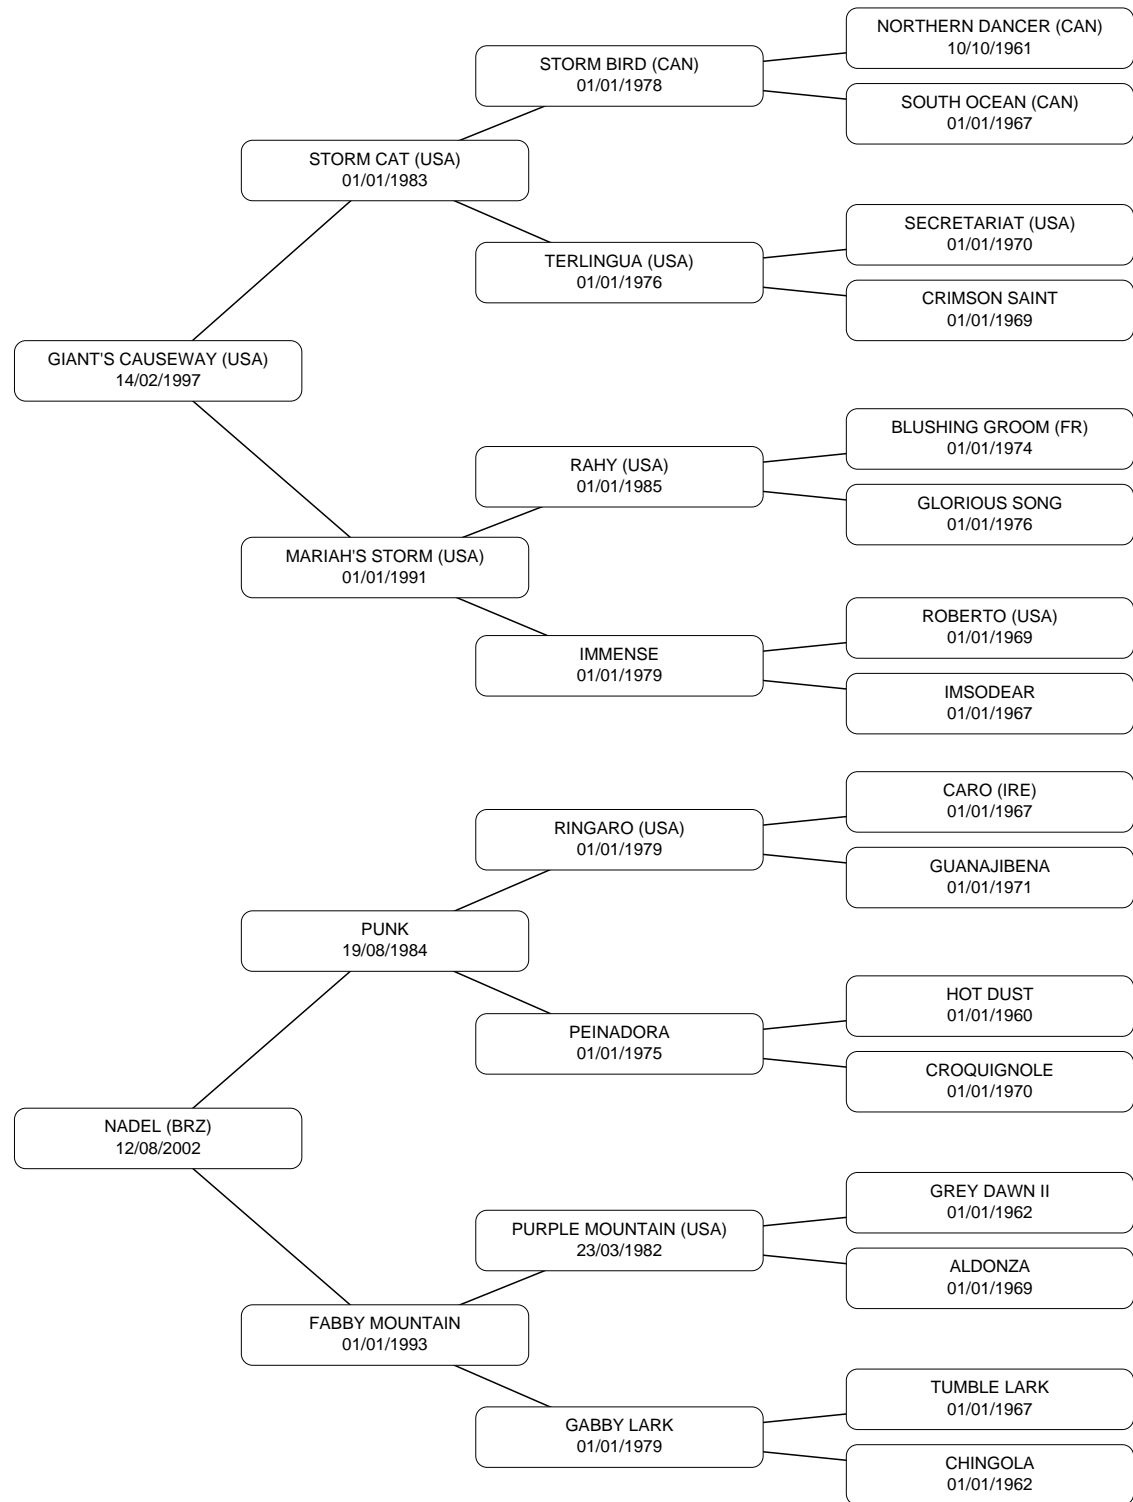 NORTHERN DANCER (CAN)
10/10/1961
STORM BIRD (CAN)
01/01/1978
SOUTH OCEAN (CAN)
01/01/1967
STORM CAT (USA)
01/01/1983
SECRETARIAT (USA)
01/01/1970
TERLINGUA (USA)
01/01/1976
CRIMSON SAINT
01/01/1969
GIANT'S CAUSEWAY (USA)
14/02/1997
BLUSHING GROOM (FR)
01/01/1974
RAHY (USA)
01/01/1985
GLORIOUS SONG
01/01/1976
MARIAH'S STORM (USA)
01/01/1991
ROBERTO (USA)
01/01/1969
IMMENSE
01/01/1979
IMSODEAR
01/01/1967
CARO (IRE)
01/01/1967
RINGARO (USA)
01/01/1979
GUANAJIBENA
01/01/1971
PUNK
19/08/1984
HOT DUST
01/01/1960
PEINADORA
01/01/1975
CROQUIGNOLE
01/01/1970
NADEL (BRZ)
12/08/2002
GREY DAWN II
01/01/1962
PURPLE MOUNTAIN (USA)
23/03/1982
ALDONZA
01/01/1969
FABBY MOUNTAIN
01/01/1993
TUMBLE LARK
01/01/1967
GABBY LARK
01/01/1979
CHINGOLA
01/01/1962